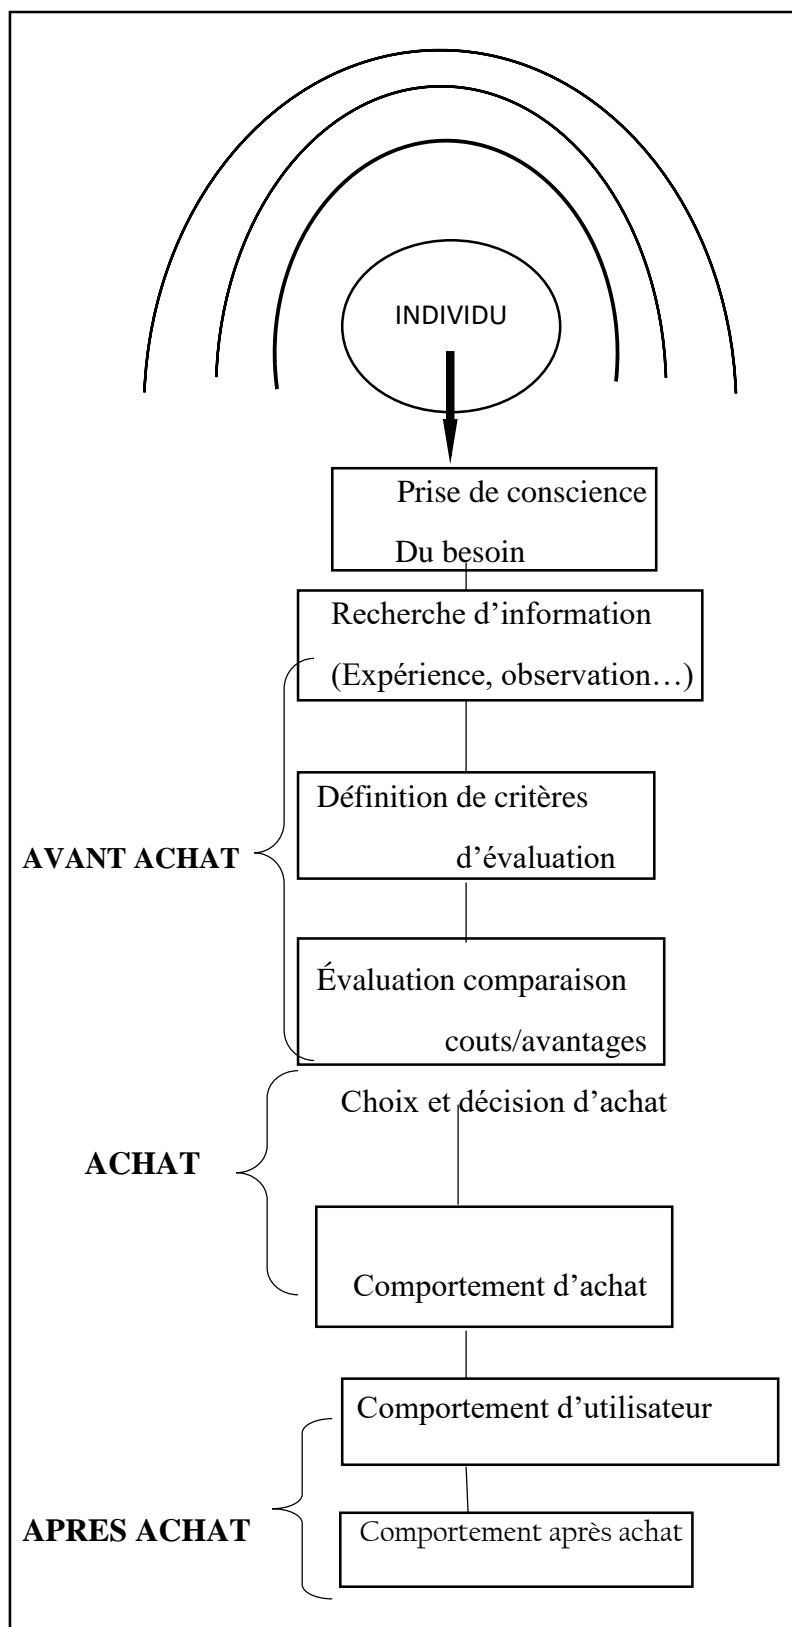 INDIVIDU
Prise de conscience
Du besoin
Recherche d’information
(Expérience, observation…)
Définition de critères
AVANT ACHAT
d’évaluation
Évaluation comparaison
couts/avantages
Choix et décision d’achat
ACHAT
Comportement d’achat
Comportement d’utilisateur
APRES ACHAT
Comportement après achat